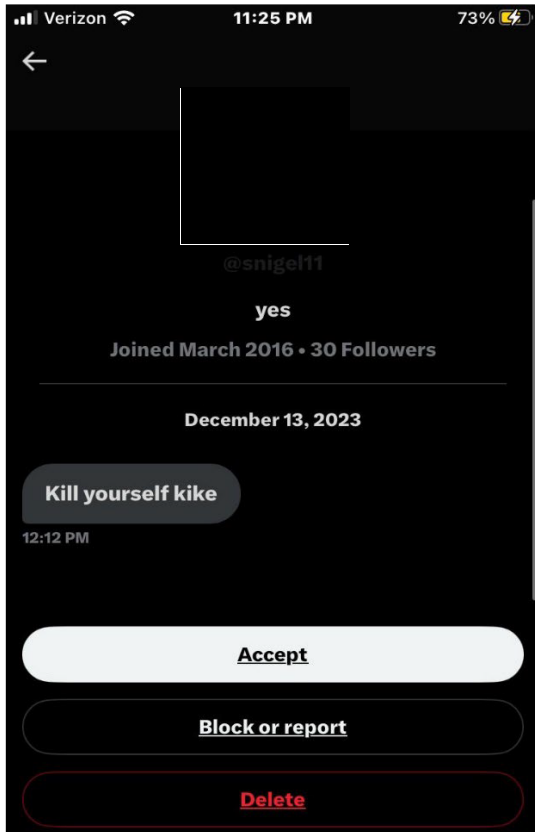 Verizon 11:25 PM 73%
@snigel11
yes
Joined March 2016 • 30 Followers
December 13, 2023
Kill yourself kike
12:12 PM
Accept
Block or report
Delete